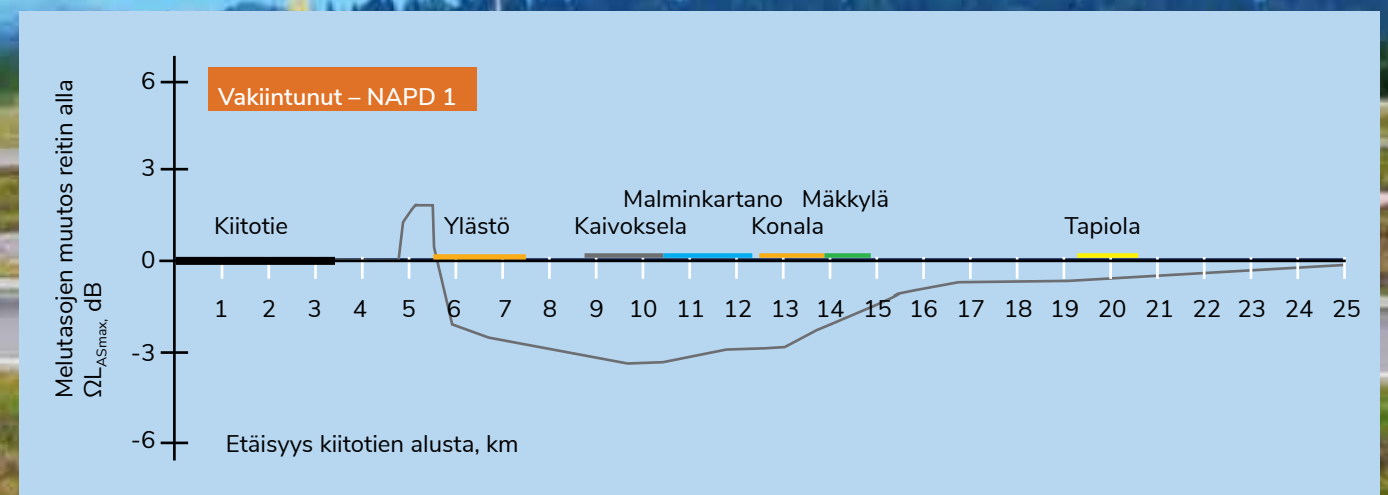 Melutasojen muutos reitin alla
ΩL_ASmax, dB
6
3
0
-3
-6
Vakiintunut – NAPD 1
Malminkartano Mäkkylä
Kiitotie Ylästö Kaivoksela Konala Tapiola
1 2 3 4 5 6 7 8 9 10 11 12 13 14 15 16 17 18 19 20 21 22 23 24 25
Etäisyys kiitotien alusta, km